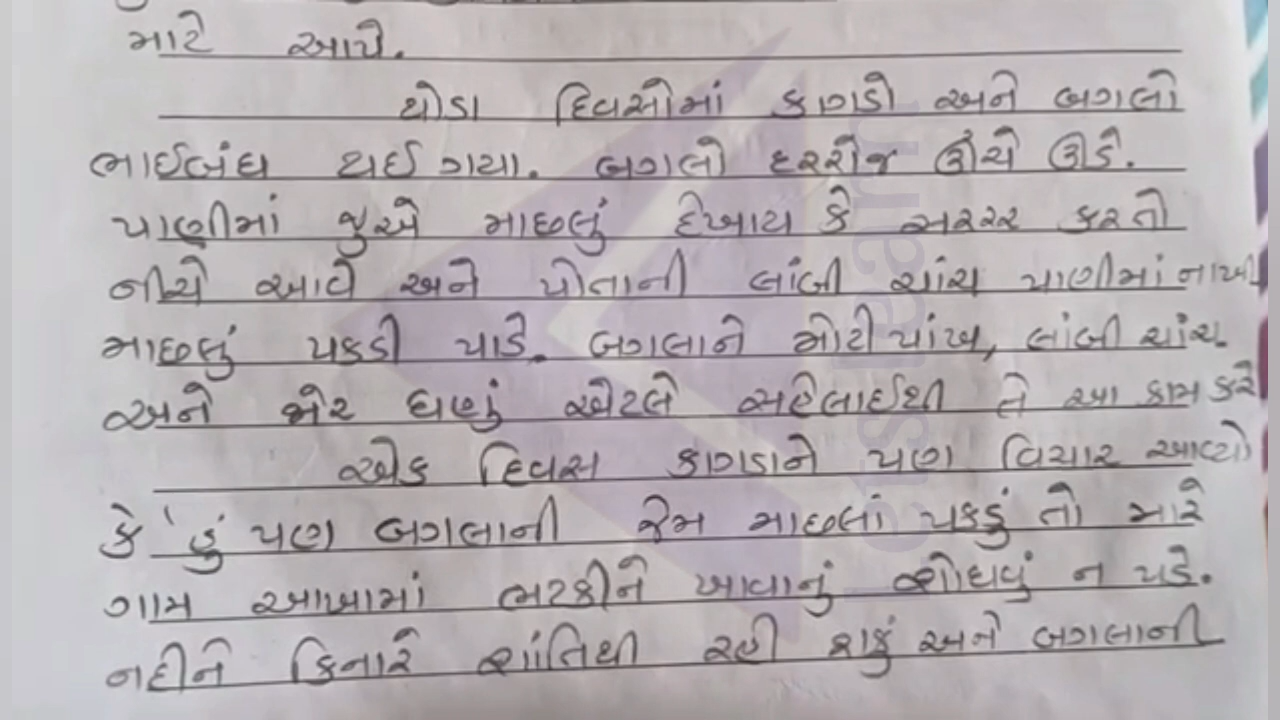 માટે આવે.
થોડા દિવસોમાં કાગડો અને બગલો
ભાઈબંધ થઈ ગયા. બગલો દરરોજ ઊંચે ઊડે.
પાણીમાં જુએ માછલું દેખાય કે સરરર કરતો
નીચે આવે અને પોતાની લાંબી ચાંચ પાણીમાં નાખી
માછલું પકડી પાડે. બગલાને મોટી પાંખ, લાંબી ચાંચ
અને જોર ઘણું એટલે સહેલાઈથી તે આ કામ કરે
એક દિવસ કાગડાને પણ વિચાર આવ્યો
કે 'હું પણ બગલાની જેમ માછલાં પકડું તો મારે
ગામ આખામાં ભટકીને ખાવાનું શોધવું ન પડે.
નદીને કિનારે શાંતિથી રહી શકું અને બગલાની